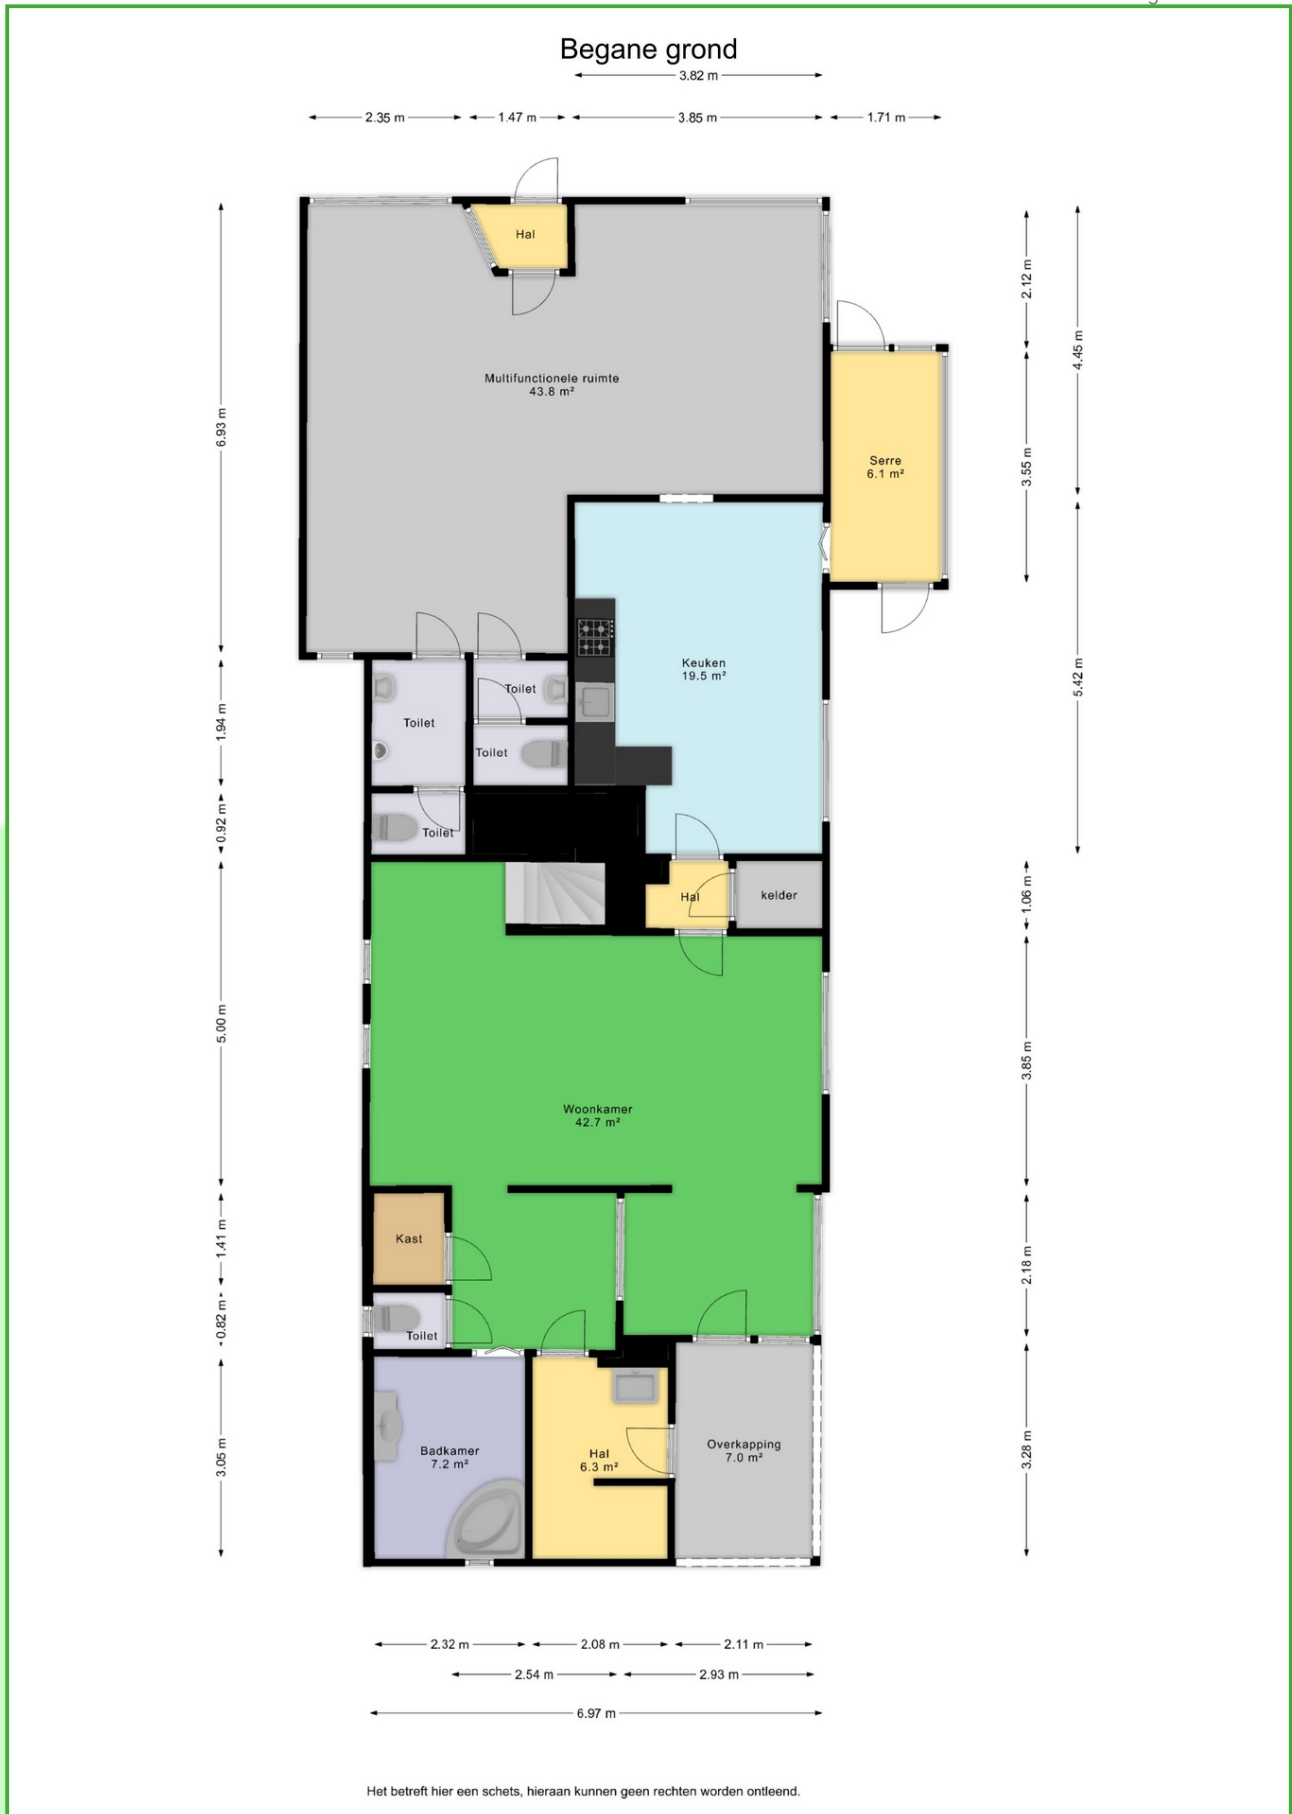 Begane grond
3.82 m
2.35 m
1.47 m
3.85 m
1.71 m
Hal
2.12 m
4.45 m
Multifunctionele ruimte
43.8 m²
6.93 m
Serre
6.1 m²
3.55 m
Keuken
19.5 m²
5.42 m
Toilet
Toilet
1.94 m
Toilet
0.92 m
Toilet
Hal
kelder
1.06 m
5.00 m
3.85 m
Woonkamer
42.7 m²
Kast
1.41 m
2.18 m
0.82 m
Toilet
Badkamer
7.2 m²
Hal
6.3 m²
Overkapping
7.0 m²
3.05 m
3.28 m
2.32 m
2.08 m
2.11 m
2.54 m
2.93 m
6.97 m
Het betreft hier een schets, hieraan kunnen geen rechten worden ontleend.